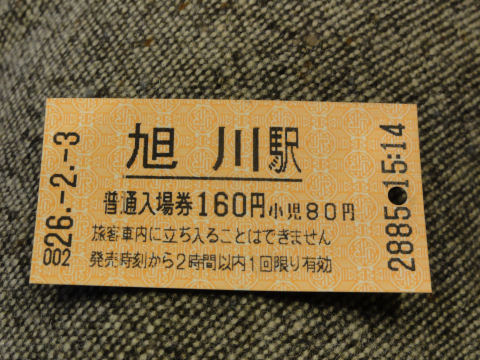 旭川駅
普通入場券160円小児80円
旅客車内に立ち入ることはできません
発売時刻から2時間以内1回限り有効
26.-2.-3
002
2885 15:14